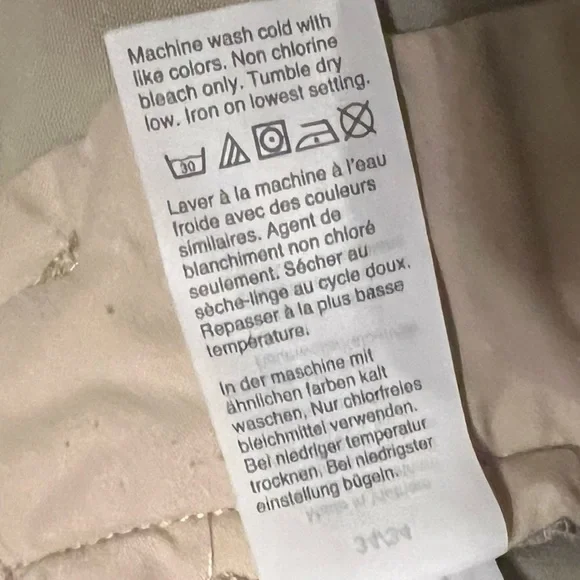 Machine wash cold with
like colors. Non chlorine
bleach only. Tumble dry
low. Iron on lowest setting.
30
Laver à la machine à l'eau
froide avec des couleurs
similaires. Agent de
blanchiment non chloré
seulement. Sécher au
sèche-linge au cycle doux.
Repasser à la plus basse
température.
In der maschine mit
ähnlichen farben kalt
waschen. Nur chlorfreies
bleichmittel verwenden.
Bei niedriger temperatur
trocknen. Bei niedrigster
einstellung bügeln.
34/34